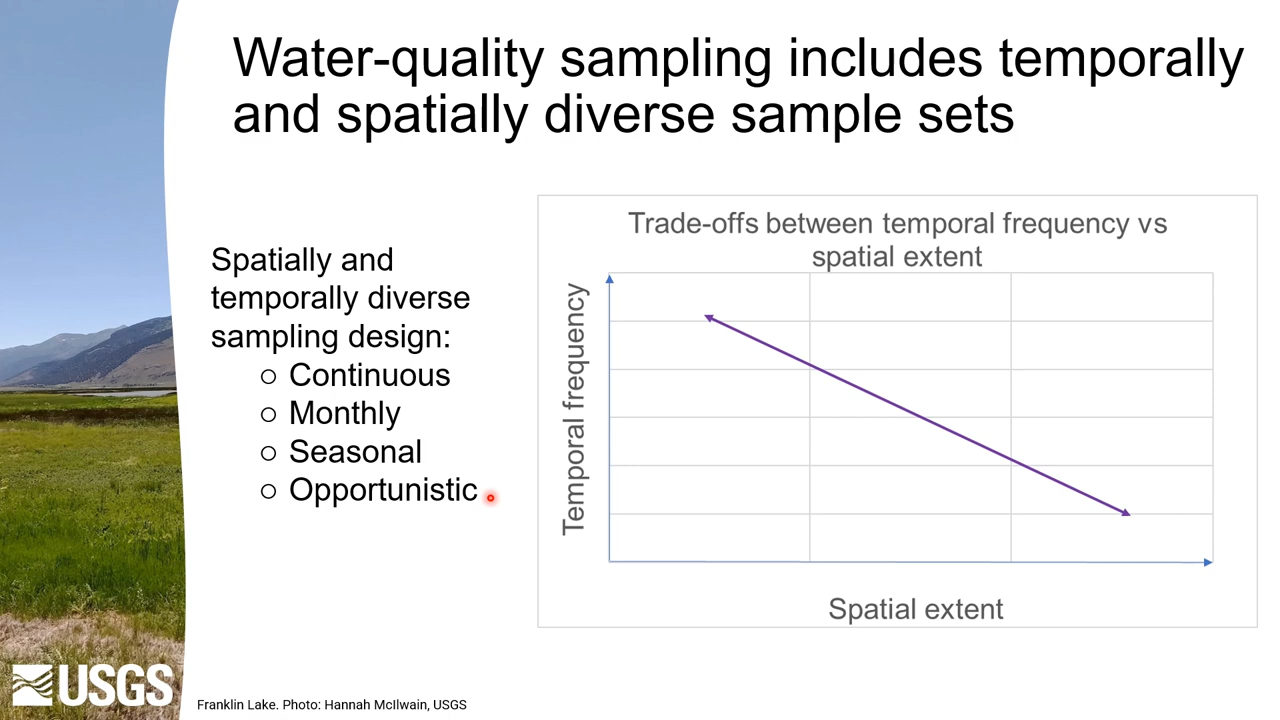 Water-quality sampling includes temporally
and spatially diverse sample sets
Spatially and
temporally diverse
sampling design:
○ Continuous
○ Monthly
○ Seasonal
○ Opportunistic
Trade-offs between temporal frequency vs
spatial extent
Temporal frequency
Spatial extent
USGS
Franklin Lake. Photo: Hannah McIlwain, USGS